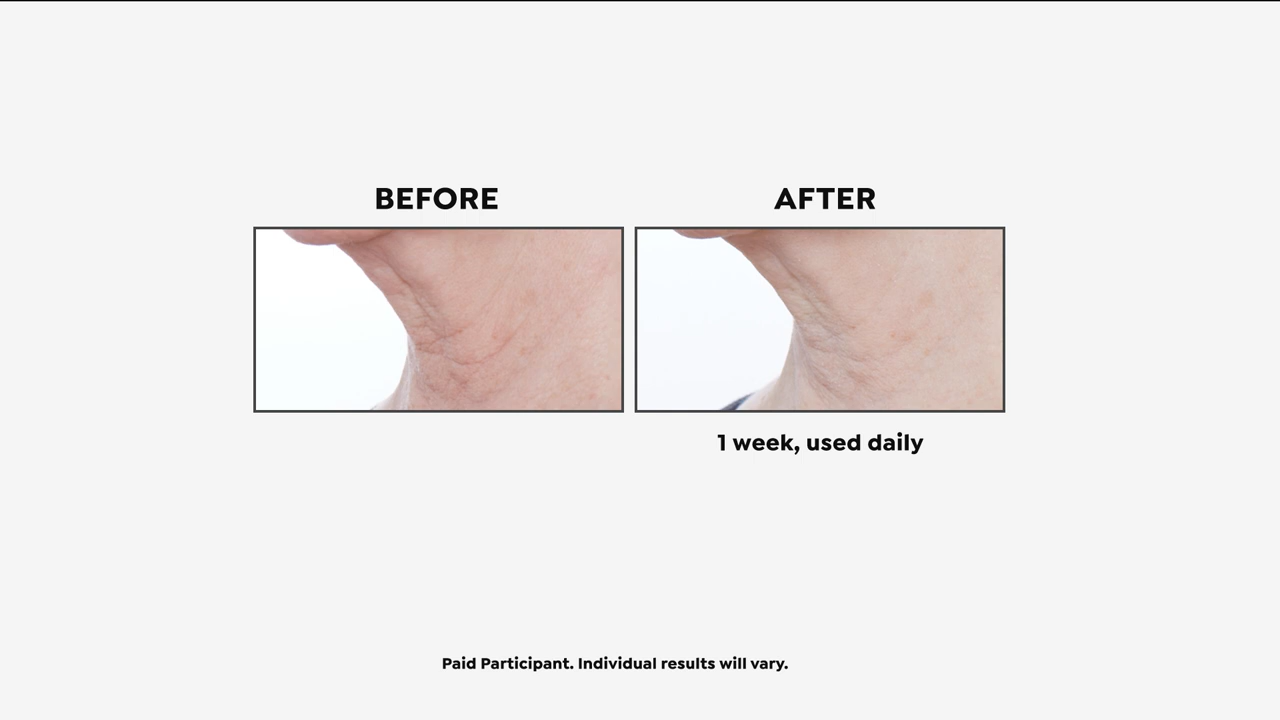 BEFORE
AFTER
1 week, used daily
Paid Participant. Individual results will vary.